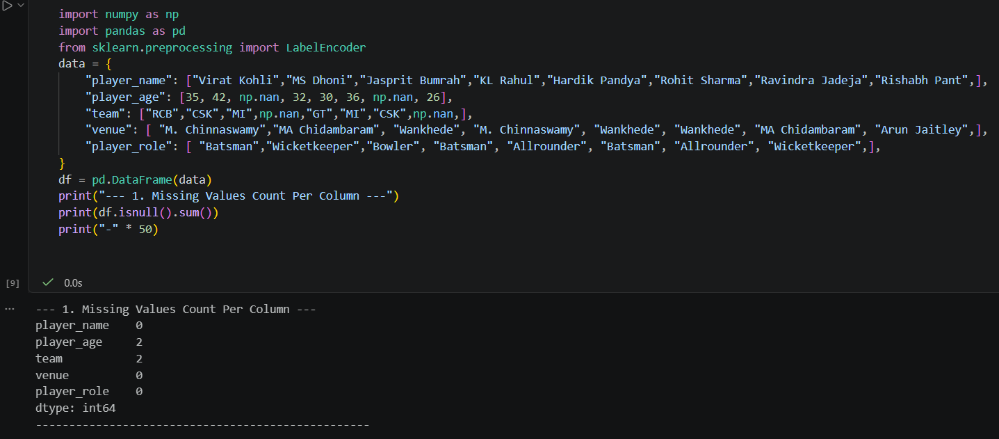 import numpy as np
import pandas as pd
from sklearn.preprocessing import LabelEncoder
data = {
    "player_name": ["Virat Kohli","MS Dhoni","Jasprit Bumrah","KL Rahul","Hardik Pandya","Rohit Sharma","Ravindra Jadeja","Rishabh Pant",],
    "player_age": [35, 42, np.nan, 32, 30, 36, np.nan, 26],
    "team": ["RCB","CSK","MI",np.nan,"GT","MI","CSK",np.nan,],
    "venue": [ "M. Chinnaswamy","MA Chidambaram", "Wankhede", "M. Chinnaswamy", "Wankhede", "Wankhede", "MA Chidambaram", "Arun Jaitley",],
    "player_role": [ "Batsman","Wicketkeeper","Bowler", "Batsman", "Allrounder", "Batsman", "Allrounder", "Wicketkeeper",],
}
df = pd.DataFrame(data)
print("--- 1. Missing Values Count Per Column ---")
print(df.isnull().sum())
print("-" * 50)
[9] 0.0s
--- 1. Missing Values Count Per Column ---
player_name    0
player_age     2
team           2
venue          0
player_role    0
dtype: int64
--------------------------------------------------